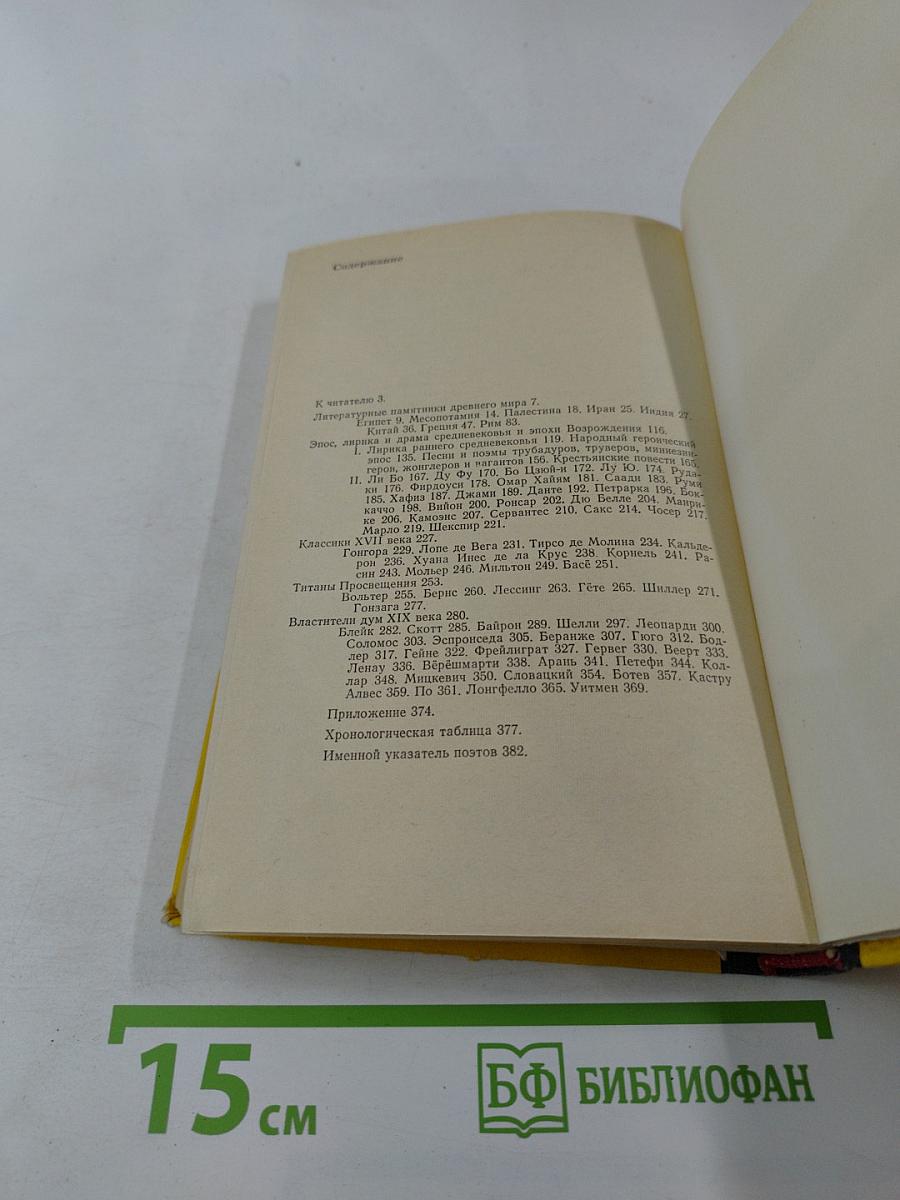 Содержание
К читателю 3.
Литературные памятники древнего мира 7.
Египет 9. Месопотамия 14. Палестина 18. Иран 25. Индия 27.
Китай 36. Греция 47. Рим 83.
Эпос, лирика и драма средневековья и эпохи Возрождения 116.
I. Лирика раннего средневековья 119. Народный героический
эпос 135. Песни и поэмы трубадуров, труверов, миннезин-
геров, жонглеров и вагантов 156. Крестьянские повести 165.
II. Ли Бо 167. Ду Фу 170. Бо Цзюй-и 172. Лу Ю. 174. Руда-
ки 176. Фирдоуси 178. Омар Хайям 181. Саади 183. Руми
185. Хафиз 187. Джами 189. Данте 192. Петрарка 196. Бок-
каччо 198. Вийон 200. Ронсар 202. Дю Белле 204. Манри-
ке 206. Камоэнс 207. Сервантес 210. Сакс 214. Чосер 217.
Марло 219. Шекспир 221.
Классики XVII века 227.
Гонгора 229. Лопе де Вега 231. Тирсо де Молина 234. Кальде-
рон 236. Хуана Инес де ла Крус 238. Корнель 241. Ра-
син 243. Мольер 246. Мильтон 249. Басё 251.
Титаны Просвещения 253.
Вольтер 255. Бернс 260. Лессинг 263. Гёте 265. Шиллер 271.
Гонзага 277.
Властители дум XIX века 280.
Блейк 282. Скотт 285. Байрон 289. Шелли 297. Леопарди 300.
Соломос 303. Эспронседа 305. Беранже 307. Гюго 312. Бод-
лер 317. Гейне 322. Фрейлиграт 327. Гервег 330. Веерт 333.
Ленау 336. Вёрёшмарти 338. Арань 341. Петефи 344. Кол-
лар 348. Мицкевич 350. Словацкий 354. Ботев 357. Кастру
Алвес 359. По 361. Лонгфелло 365. Уитмен 369.
Приложение 374.
Хронологическая таблица 377.
Именной указатель поэтов 382.
15 см
БФ БИБЛИОФАН